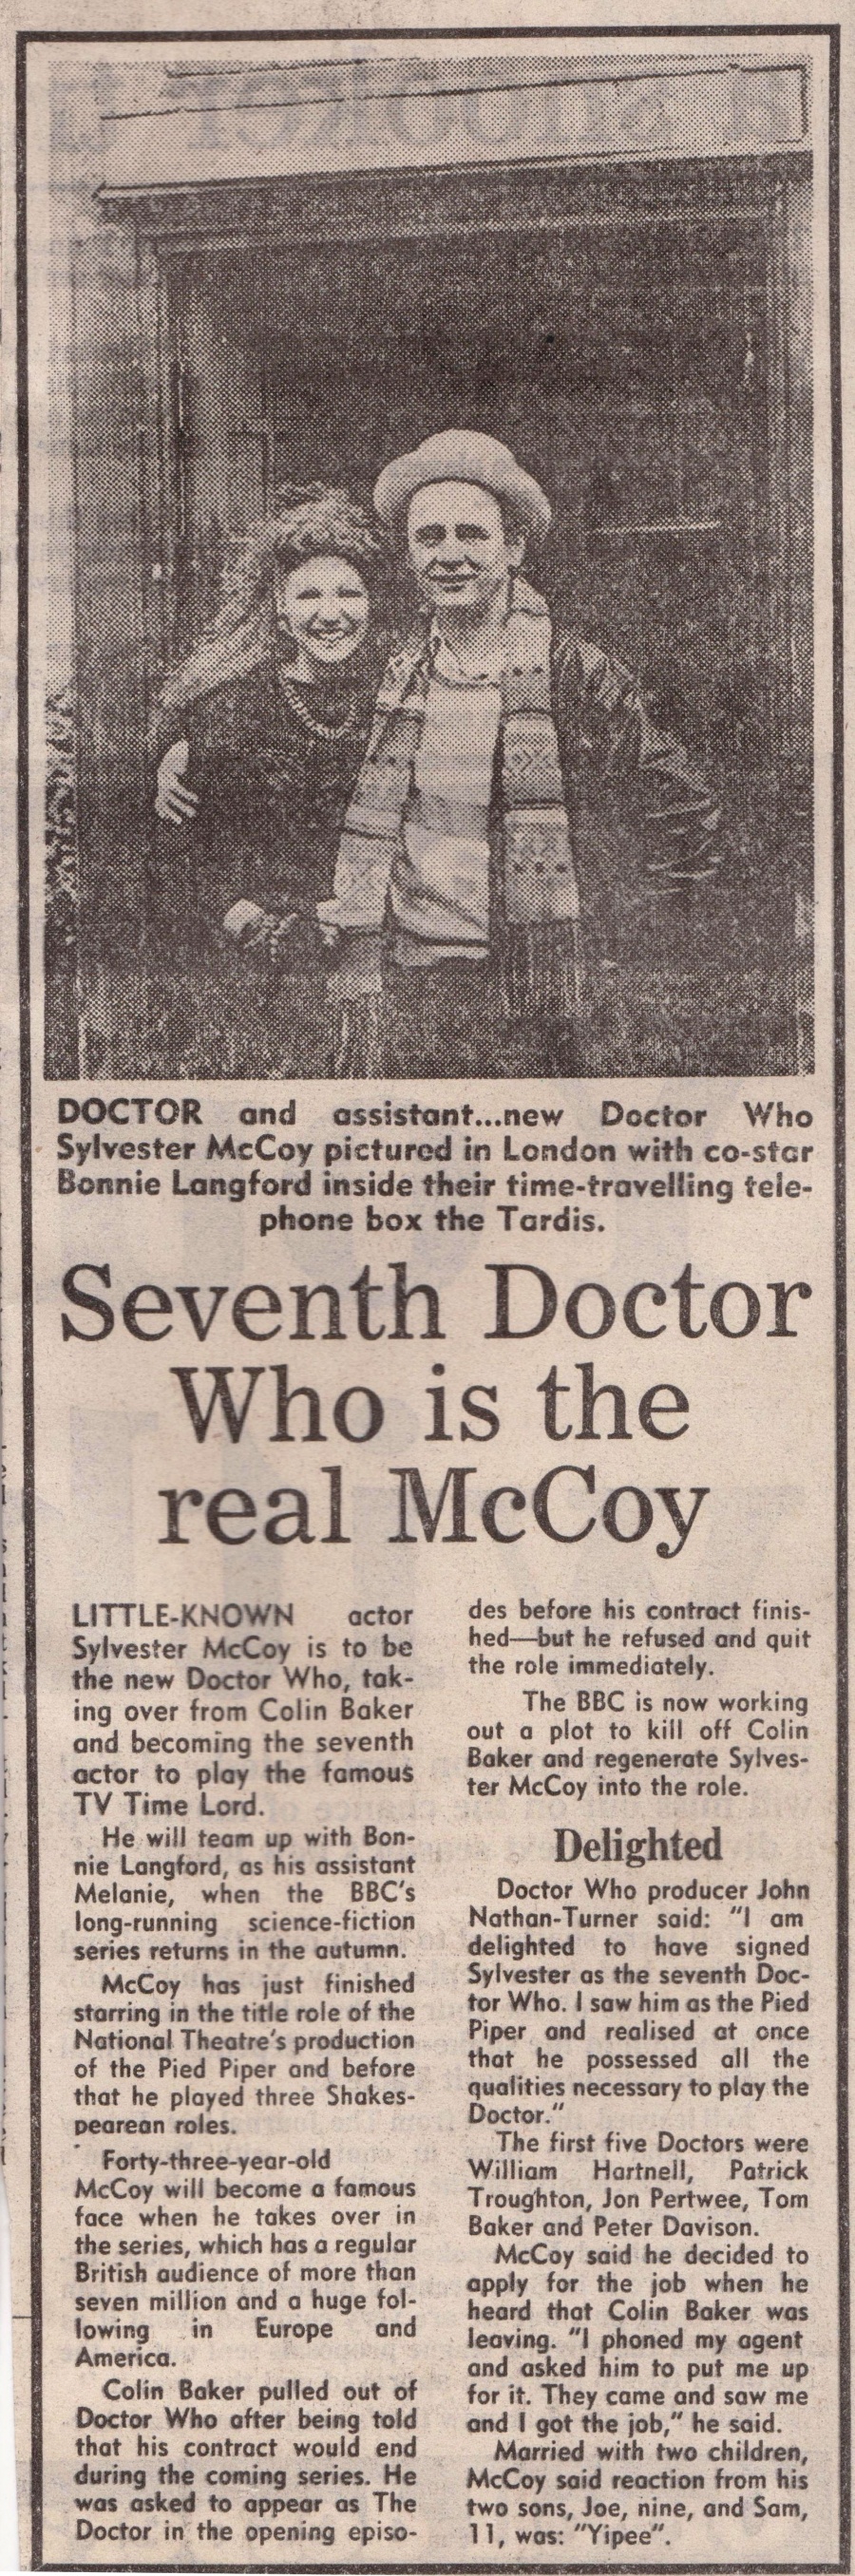 DOCTOR and assistant...new Doctor Who
Sylvester McCoy pictured in London with co-star
Bonnie Langford inside their time-travelling tele-
phone box the Tardis.
Seventh Doctor
Who is the
real McCoy
LITTLE-KNOWN actor
Sylvester McCoy is to be
the new Doctor Who, tak-
ing over from Colin Baker
and becoming the seventh
actor to play the famous
TV Time Lord.
He will team up with Bon-
nie Langford, as his assistant
Melanie, when the BBC's
long-running science-fiction
series returns in the autumn.
McCoy has just finished
starring in the title role of the
National Theatre's production
of the Pied Piper and before
that he played three Shakes-
pearean roles.
Forty-three-year-old
McCoy will become a famous
face when he takes over in
the series, which has a regular
British audience of more than
seven million and a huge fol-
lowing in Europe and
America.
Colin Baker pulled out of
Doctor Who after being told
that his contract would end
during the coming series. He
was asked to appear as The
Doctor in the opening episo-
des before his contract finis-
hed—but he refused and quit
the role immediately.
The BBC is now working
out a plot to kill off Colin
Baker and regenerate Sylves-
ter McCoy into the role.
Delighted
Doctor Who producer John
Nathan-Turner said: "I am
delighted to have signed
Sylvester as the seventh Doc-
tor Who. I saw him as the Pied
Piper and realised at once
that he possessed all the
qualities necessary to play the
Doctor."
The first five Doctors were
William Hartnell, Patrick
Troughton, Jon Pertwee, Tom
Baker and Peter Davison.
McCoy said he decided to
apply for the job when he
heard that Colin Baker was
leaving. "I phoned my agent
and asked him to put me up
for it. They came and saw me
and I got the job," he said.
Married with two children,
McCoy said reaction from his
two sons, Joe, nine, and Sam,
11, was: "Yipee".